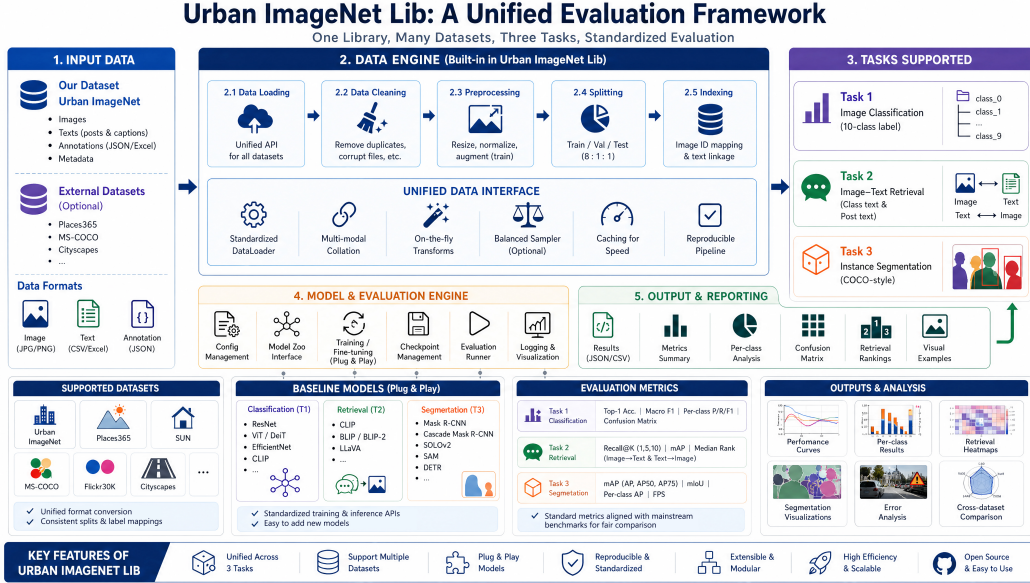 Urban ImageNet Lib: A Unified Evaluation Framework
One Library, Many Datasets, Three Tasks, Standardized Evaluation
1. INPUT DATA
Our Dataset
Urban ImageNet
• Images
• Texts (posts & captions)
• Annotations (JSON/Excel)
• Metadata
External Datasets
(Optional)
• Places365
• MS-COCO
• Cityscapes
• ...
Data Formats
Image
(JPG/PNG)
Text
(CSV/Excel)
Annotation
(JSON)
2. DATA ENGINE (Built-in in Urban ImageNet Lib)
2.1 Data Loading
Unified API
for all datasets
2.2 Data Cleaning
Remove duplicates,
corrupt files, etc.
2.3 Preprocessing
Resize, normalize,
augment (train)
2.4 Splitting
Train / Val / Test
(8 : 1 : 1)
2.5 Indexing
Image ID mapping
& text linkage
UNIFIED DATA INTERFACE
Standardized
DataLoader
Multi-modal
Collation
On-the-fly
Transforms
Balanced Sampler
(Optional)
Caching for
Speed
Reproducible
Pipeline
3. TASKS SUPPORTED
Task 1
Image Classification
(10-class label)
class_0
class_1
...
class_9
Task 2
Image–Text Retrieval
(Class text &
Post text)
Image
Text
Text
Image
Task 3
Instance Segmentation
(COCO-style)
4. MODEL & EVALUATION ENGINE
Config
Management
Model Zoo
Interface
Training /
Fine-tuning
(Plug & Play)
Checkpoint
Management
Evaluation
Runner
Logging &
Visualization
5. OUTPUT & REPORTING
Results
(JSON/CSV)
Metrics
Summary
Per-class
Analysis
Confusion
Matrix
2 1 3
Retrieval
Rankings
Visual
Examples
SUPPORTED DATASETS
Urban
ImageNet
Places365
SUN
MS-COCO
Flickr30K
Cityscapes
...
Unified format conversion
Consistent splits & label mappings
BASELINE MODELS (Plug & Play)
Classification (T1)
• ResNet
• ViT / DeiT
• EfficientNet
• CLIP
• ...
Retrieval (T2)
• CLIP
• BLIP / BLIP-2
• LLaVA
• ...
Segmentation (T3)
• Mask R-CNN
• Cascade Mask R-CNN
• SOLOv2
• SAM
• DETR
• ...
Standardized training & inference APIs
Easy to add new models
EVALUATION METRICS
Task 1
Classification
Top-1 Acc. | Macro F1 | Per-class P/R/F1 |
Confusion Matrix
Task 2
Retrieval
Recall@K (1,5,10) | mAP | Median Rank
(Image→Text & Text→Image)
Task 3
Segmetation
mAP (AP, AP50, AP75) | mIoU |
Per-class AP | FPS
Standard metrics aligned with mainstream
benchmarks for fair comparison
OUTPUTS & ANALYSIS
Perfomance
Curves
Per-class
Results
Retrieval
Heatmaps
Segmentation
Visualizations
Error
Analysis
Cross-dataset
Comparison
KEY FEATURES OF
URBAN IMAGENET LIB
Unified Across
3 Tasks
Support Multiple
Datasets
Plug & Play
Models
Reproducible &
Standardized
Extensible &
Modular
High Efficiency
& Scalable
Open Source
& Easy to Use